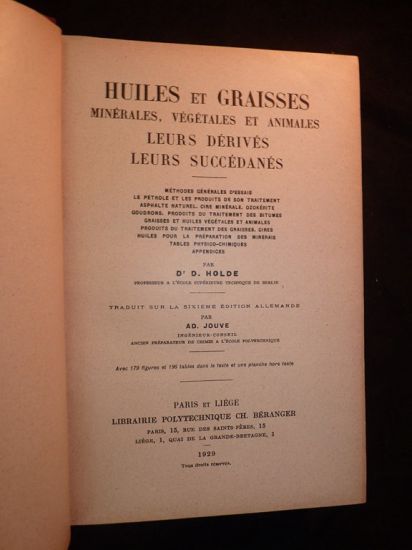 HUILES ET GRAISSES
MINÉRALES, VÉGÉTALES ET ANIMALES
LEURS DÉRIVÉS
LEURS SUCCÉDANÉS
MÉTHODES GÉNÉRALES D'ESSAIS
LE PÉTROLE ET LES PRODUITS DE SON TRAITEMENT
ASPHALTE NATUREL. CIRE MINÉRALE. OZOKÉRITE
GOUDRONS. PRODUITS DU TRAITEMENT DES BITUMES
GRAISSES ET HUILES VÉGÉTALES ET ANIMALES
PRODUITS DU TRAITEMENT DES GRAISSES. CIRES
HUILES POUR LA PRÉPARATION DES MINERAIS
TABLES PHYSICO-CHIMIQUES
APPENDICES
PAR
Dr D. HOLDE
PROFESSEUR A L'ÉCOLE SUPÉRIEURE TECHNIQUE DE BERLIN
TRADUIT SUR LA SIXIÈME ÉDITION ALLEMANDE
PAR
AD. JOUVE
INGÉNIEUR-CONSEIL
ANCIEN PRÉPARATEUR DE CHIMIE A L'ÉCOLE POLYTECHNIQUE
Avec 179 figures et 196 tables dans le texte et une planche hors texte
PARIS ET LIÉGE
LIBRAIRIE POLYTECHNIQUE CH. BÉRANGER
PARIS, 15, RUE DES SAINTS-PÈRES, 15
LIÉGE, 1, QUAI DE LA GRANDE-BRETAGNE, 1
1929
Tous droits réservés.